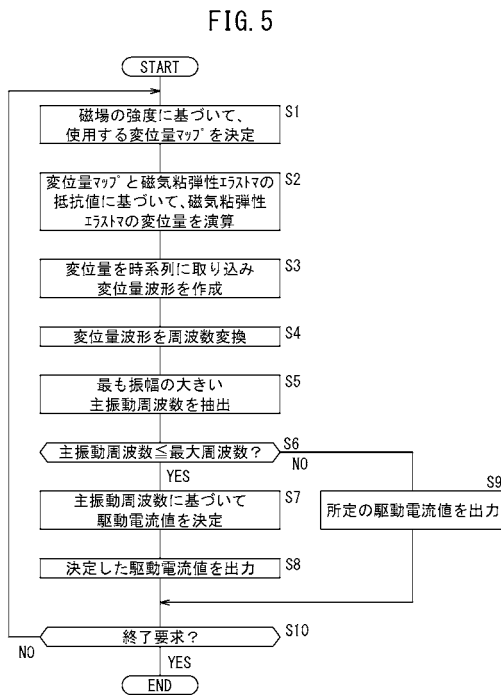 FIG. 5
START
磁場の強度に基づいて、
使用する変位量マップを決定
S1
変位量マップと磁気粘弾性エラストマの
抵抗値に基づいて、磁気粘弾性
エラストマの変位量を演算
S2
変位量を時系列に取り込み
変位量波形を作成
S3
変位量波形を周波数変換
S4
最も振幅の大きい
主振動周波数を抽出
S5
主振動周波数≦最大周波数?
S6
NO
YES
主振動周波数に基づいて
駆動電流値を決定
S7
所定の駆動電流値を出力
S9
決定した駆動電流値を出力
S8
終了要求?
S10
NO
YES
END